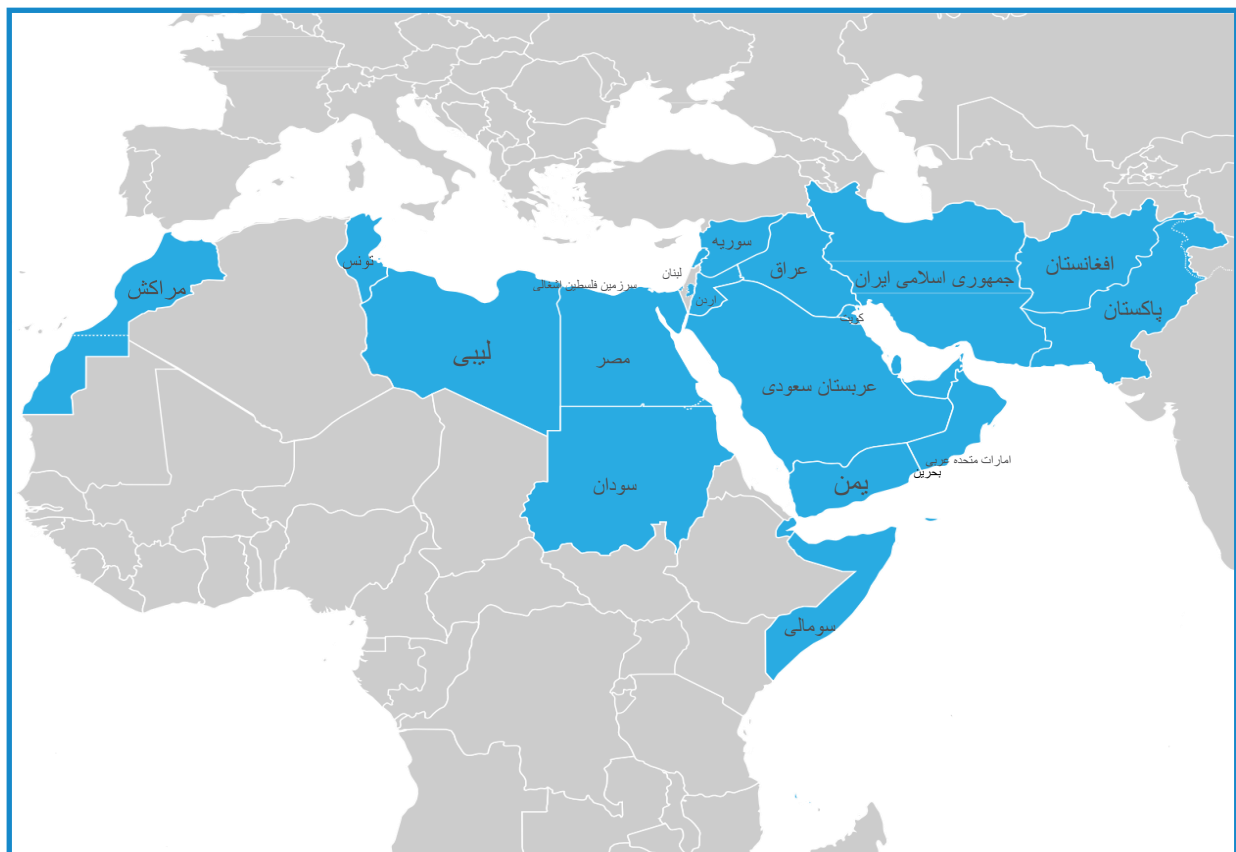 سوریه
افغانستان
تونس
لبنان
عراق
جمهوری اسلامی ایران
مراکش
سرزمین فلسطین اشغالی
اردن
پاکستان
کویت
لیبی
مصر
عربستان سعودی
امارات متحده عربی
بحرین
یمن
سودان
سومالی